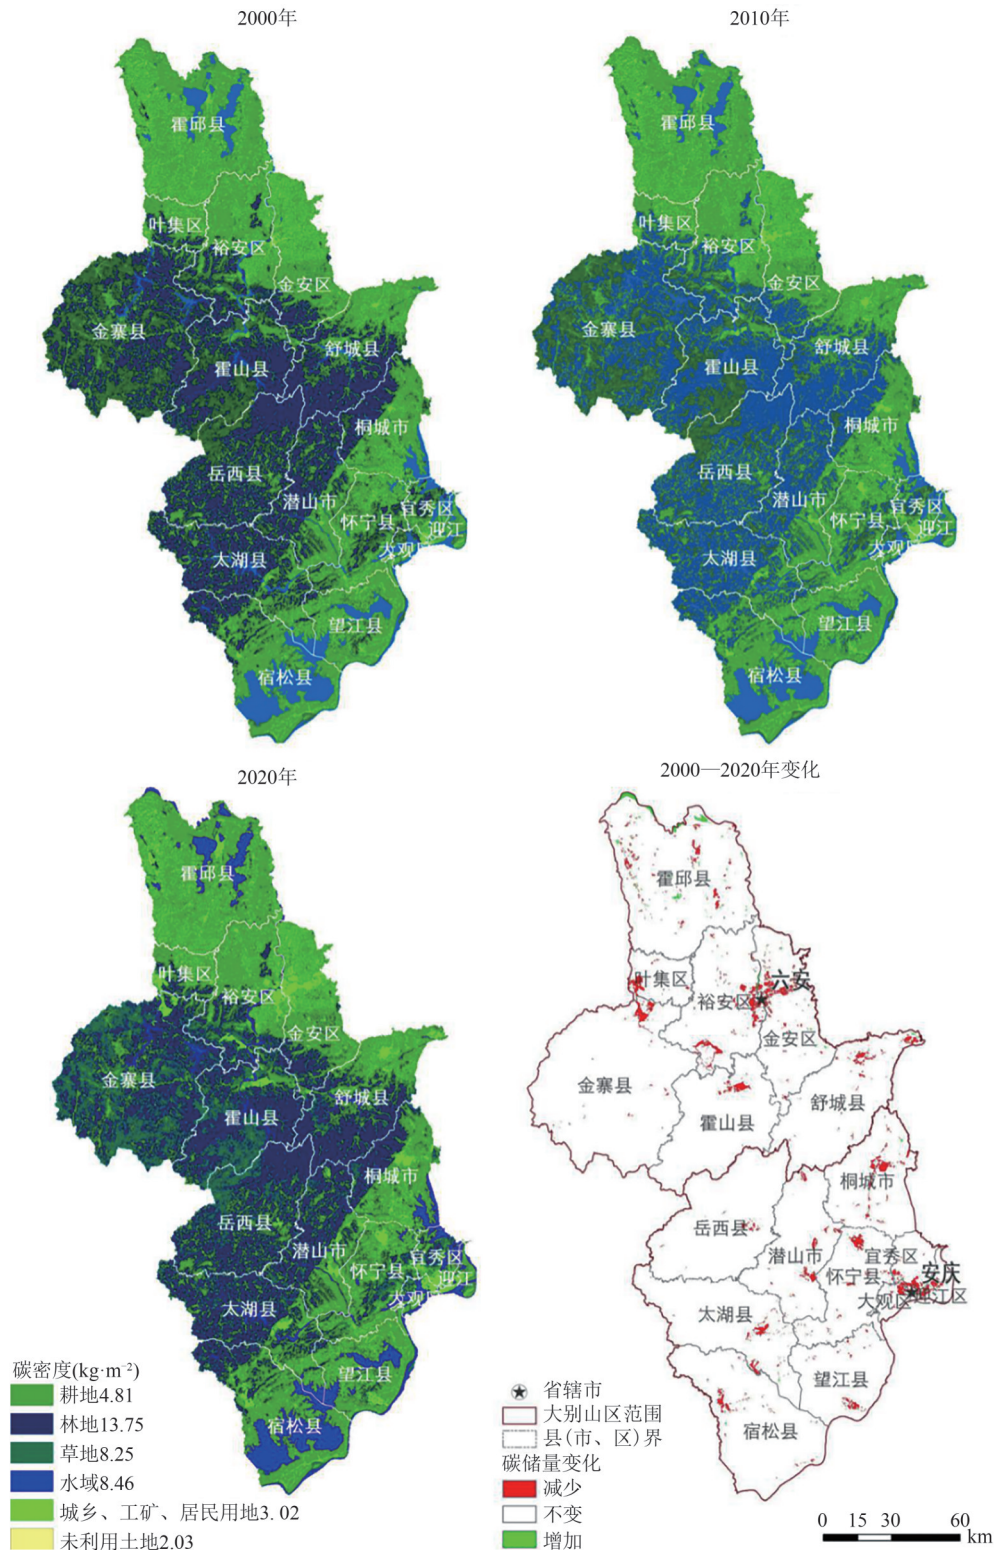 2000年
霍邱县
叶集区
裕安区
金安区
金寨县
舒城县
霍山县
桐城市
岳西县
潜山市
宜秀区
怀宁县
迎江
大观区
太湖县
望江县
宿松县
2010年
霍邱县
叶集区
裕安区
金安区
金寨县
舒城县
霍山县
桐城市
岳西县
潜山市
宜秀区
怀宁县
迎江
大观区
太湖县
望江县
宿松县
2020年
霍邱县
叶集区
裕安区
金安区
金寨县
舒城县
霍山县
桐城市
岳西县
潜山市
宜秀区
怀宁县
迎江
大观区
太湖县
望江县
宿松县
碳密度(kg·m⁻²)
耕地4.81
林地13.75
草地8.25
水域8.46
城乡、工矿、居民用地3.02
未利用土地2.03
2000—2020年变化
霍邱县
叶集区
六安
裕安区
金安区
金寨县
舒城县
霍山县
桐城市
岳西县
潜山市
宜秀区
怀宁县
安庆
大观区
迎江区
太湖县
望江县
宿松县
省辖市
大别山区范围
县(市、区)界
碳储量变化
减少
不变
增加
0 15 30 60
km